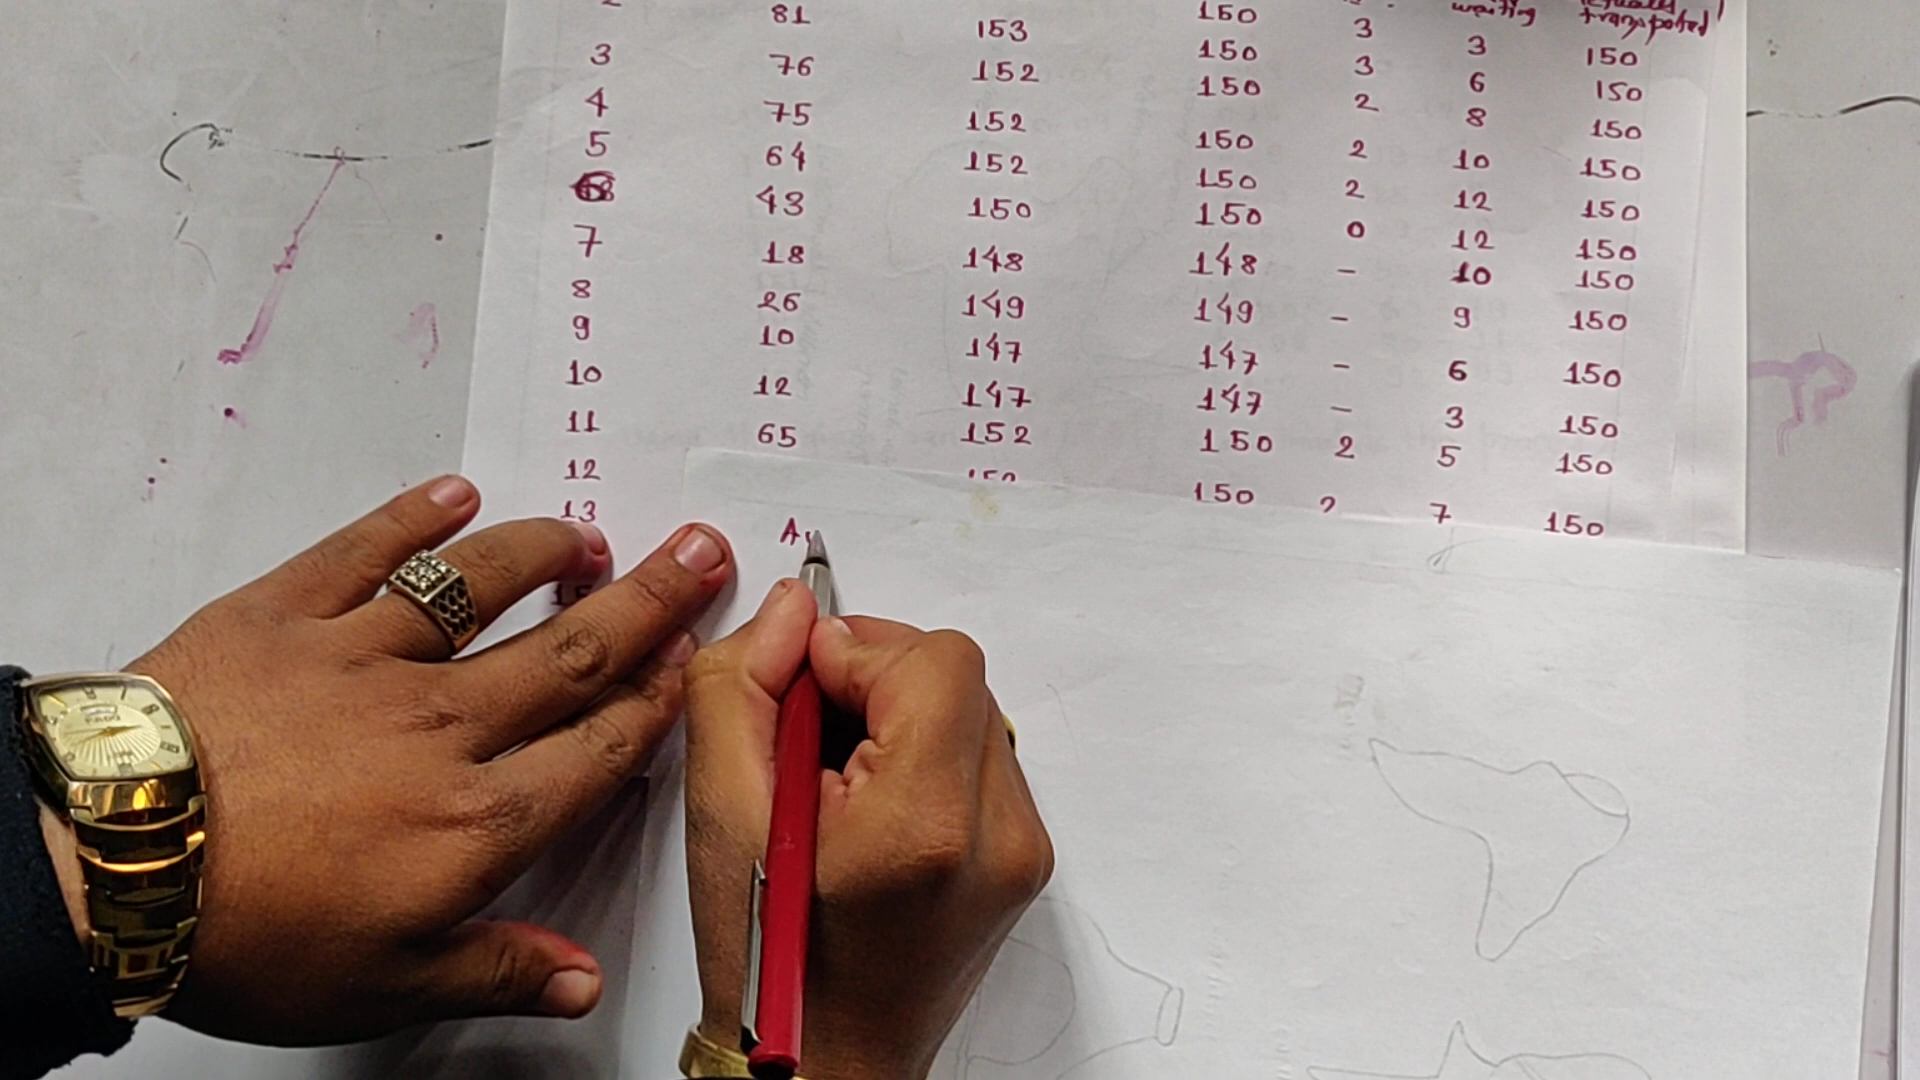 81 153 150 3 waiting transported
3 76 152 150 3 3 150
4 75 152 150 2 6 150
5 64 152 150 2 8 150
43 150 150 2 10 150
7 18 148 150 0 12 150
8 26 149 148 - 12 150
9 10 147 149 - 10 150
10 12 147 147 - 9 150
11 65 152 147 - 6 150
12 150 2 3 150
13 150 5 150
7 150
A
RADO